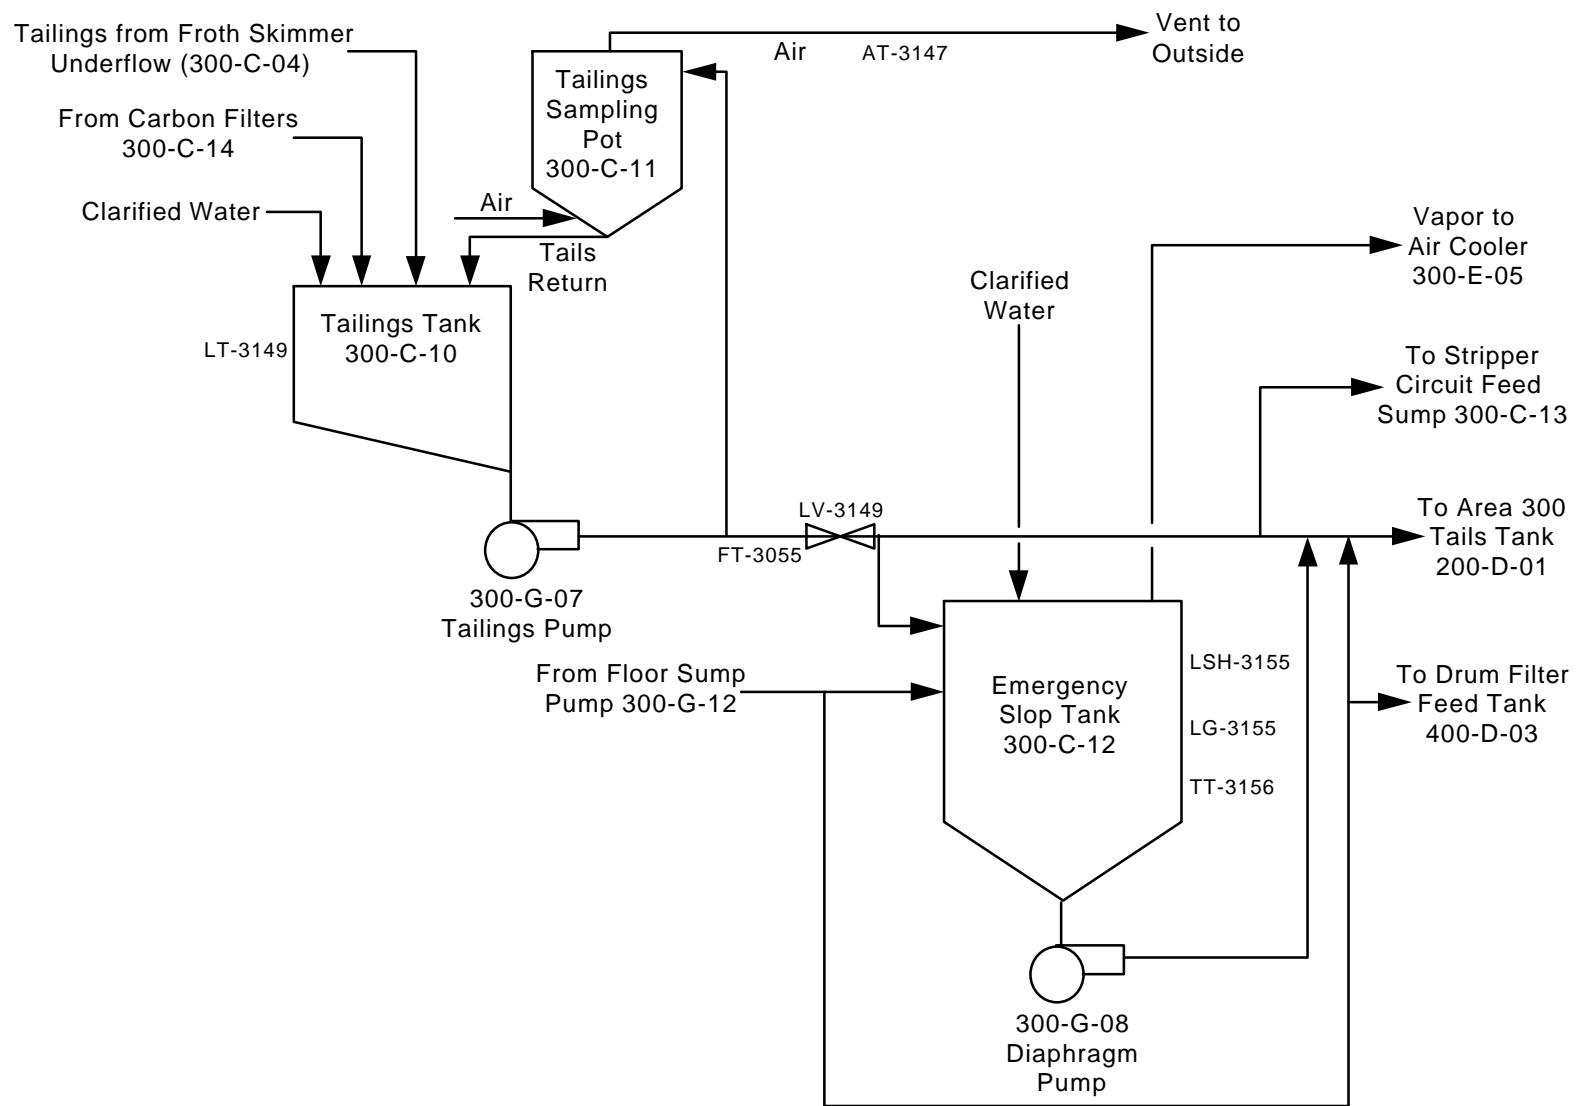 Tailings from Froth Skimmer
Underflow (300-C-04)
From Carbon Filters
300-C-14
Clarified Water
Tailings
Sampling
Pot
300-C-11
Air
Tails
Return
Air
AT-3147
Vent to
Outside
Tailings Tank
300-C-10
LT-3149
300-G-07
Tailings Pump
FT-3055
LV-3149
Clarified
Water
Vapor to
Air Cooler
300-E-05
To Stripper
Circuit Feed
Sump 300-C-13
To Area 300
Tails Tank
200-D-01
From Floor Sump
Pump 300-G-12
Emergency
Slop Tank
300-C-12
LSH-3155
LG-3155
TT-3156
To Drum Filter
Feed Tank
400-D-03
300-G-08
Diaphragm
Pump